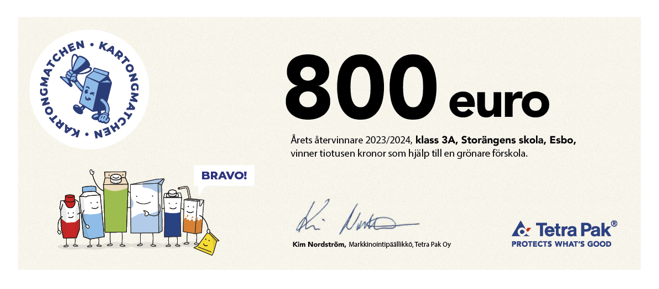 KARTONGMATCHEN • KARTONGMATCHEN •
800 euro
Årets återvinnare 2023/2024, klass 3A, Storängens skola, Esbo,
vinner tiotusen kronor som hjälp till en grönare förskola.
BRAVO!
Kim Nordström, Markkinointipäällikkö, Tetra Pak Oy
Tetra Pak®
PROTECTS WHAT'S GOOD